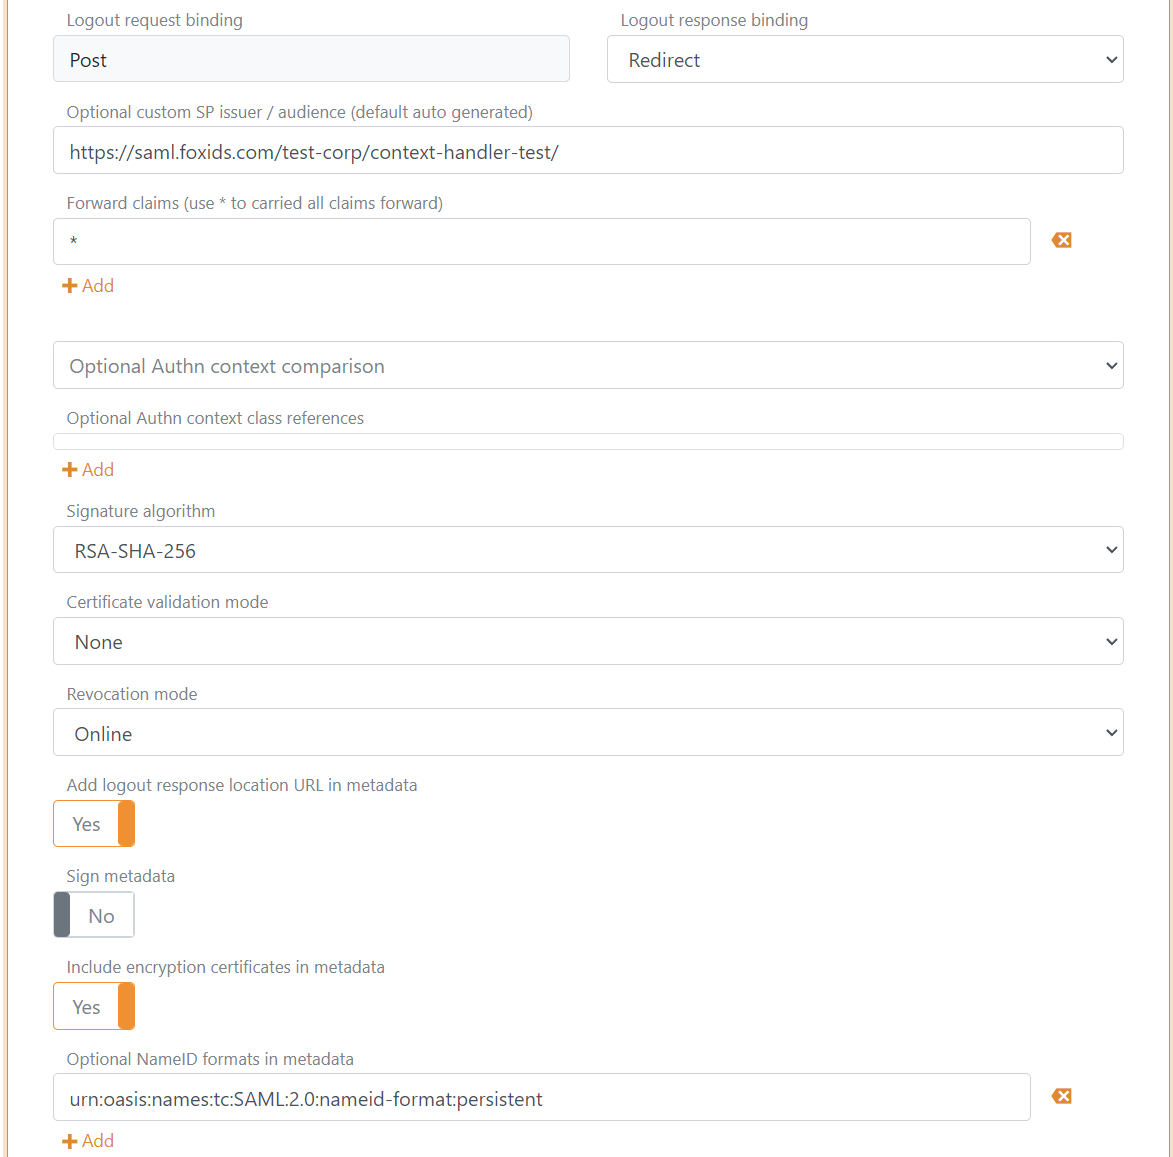 Logout request binding
Logout response binding
Post
Redirect
Optional custom SP issuer / audience (default auto generated)
https://saml.foxids.com/test-corp/context-handler-test/
Forward claims (use * to carried all claims forward)
*
Add
Optional Authn context comparison
Optional Authn context class references
Add
Signature algorithm
RSA-SHA-256
Certificate validation mode
None
Revocation mode
Online
Add logout response location URL in metadata
Yes
Sign metadata
No
Include encryption certificates in metadata
Yes
Optional NameID formats in metadata
urn:oasis:names:tc:SAML:2.0:nameid-format:persistent
Add